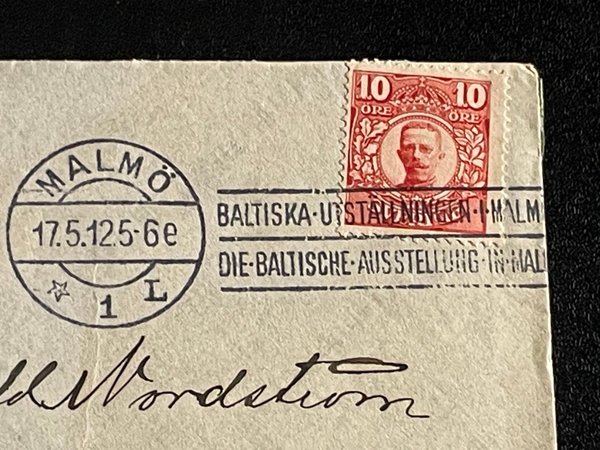 10 10
ÖRE ÖRE
MALMÖ
17.5.12.5-6e
1 L
BALTISKA·UTSTÄLLNINGEN·I·MALM
DIE·BALTISCHE·AUSSTELLUNG·IN·MAL
Nordström